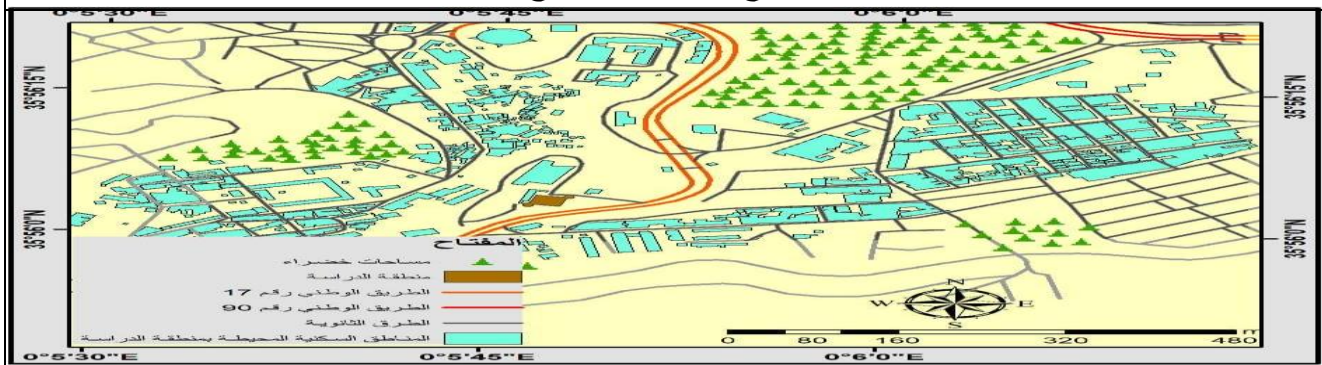 0°5'30"E 0°5'45"E 0°6'0"E
35°56'15"N 35°56'15"N
35°56'0"N 35°56'0"N
المفتاح
مساحات خضراء
منطقة الدراسة
الطريق الوطني رقم 17
الطريق الوطني رقم 90
الطرق الثانوية
المناطق السكنية المحيطة بمنطقة الدراسة
N
W E
S
0 80 160 320 480
m
0°5'30"E 0°5'45"E 0°6'0"E